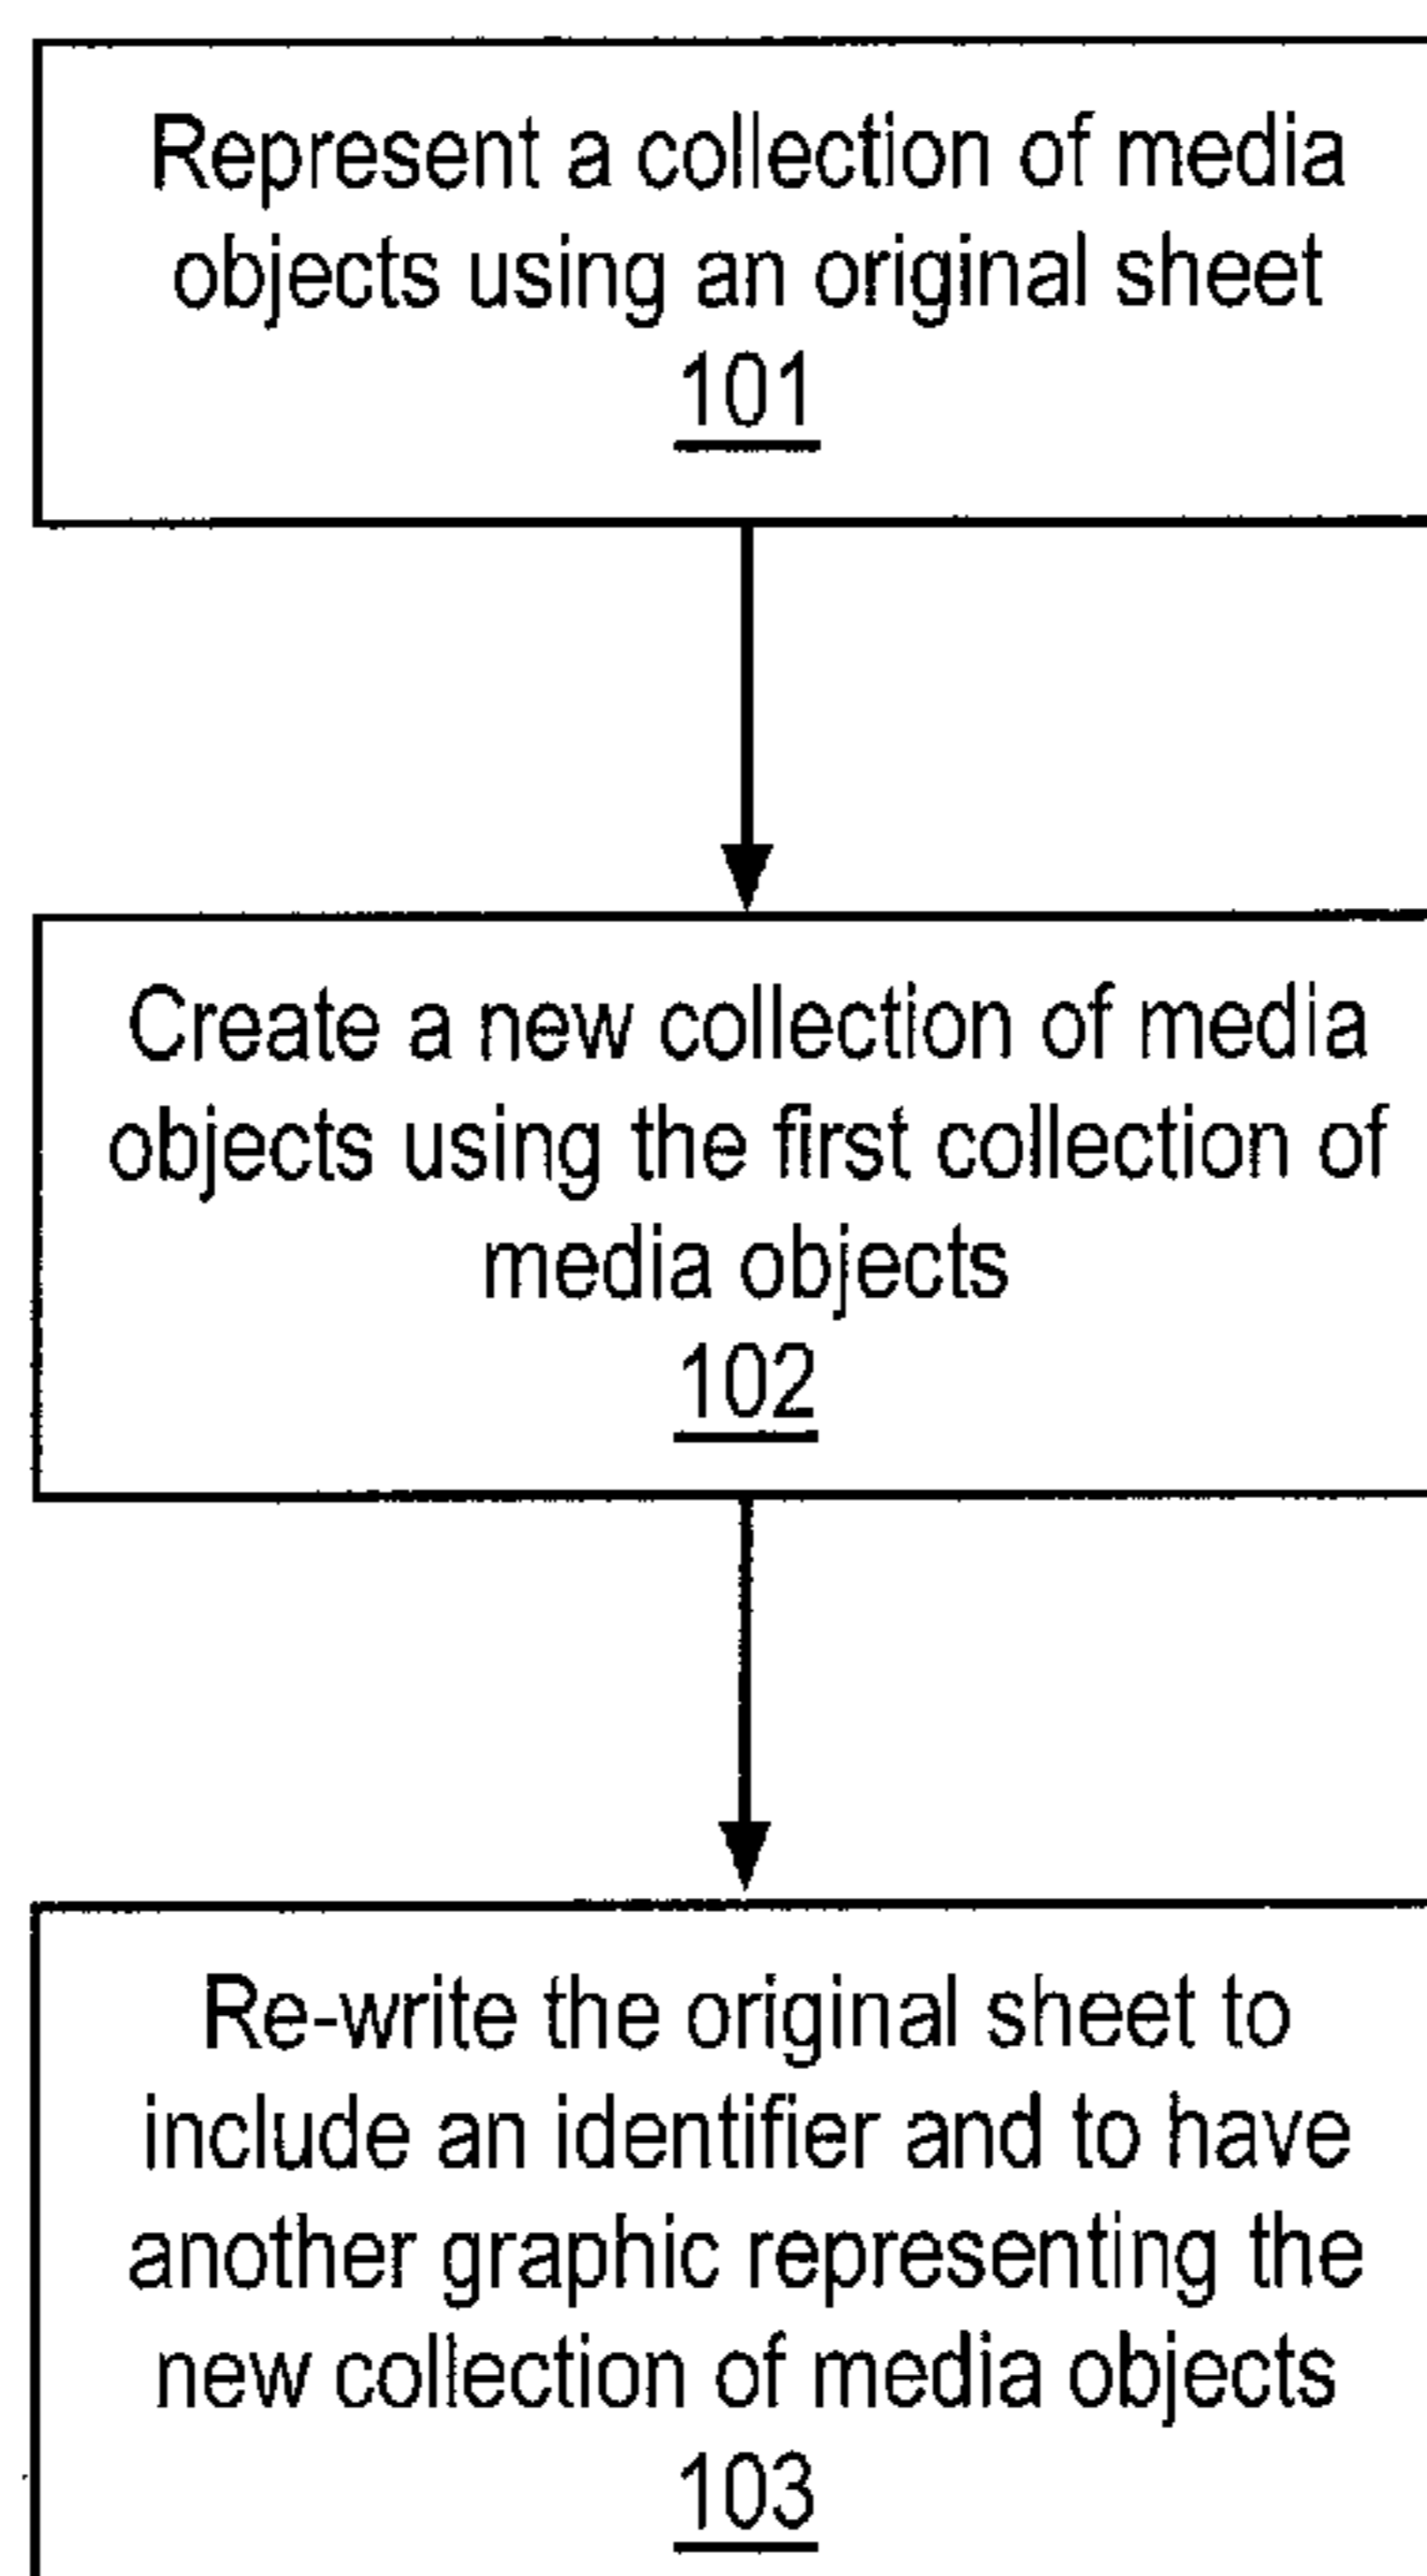 Represent a collection of media
objects using an original sheet
101
Create a new collection of media
objects using the first collection of
media objects
102
Re-write the original sheet to
include an identifier and to have
another graphic representing the
new collection of media objects
103